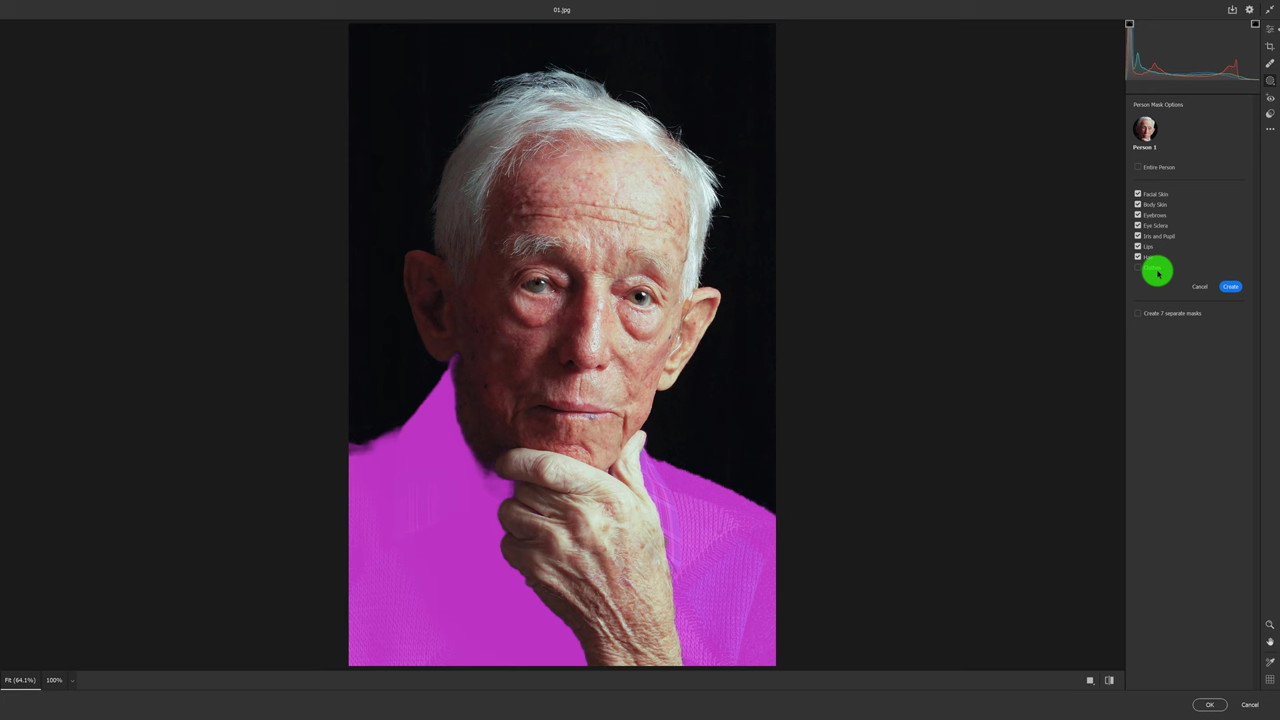 01.jpg
Person Mask Options
Person 1
Entire Person
Facial Skin
Body Skin
Eyebrows
Eye Sclera
Iris and Pupil
Lips
Cancel
Create
Create 7 separate masks
Fit (64.1%)
100%
OK
Cancel